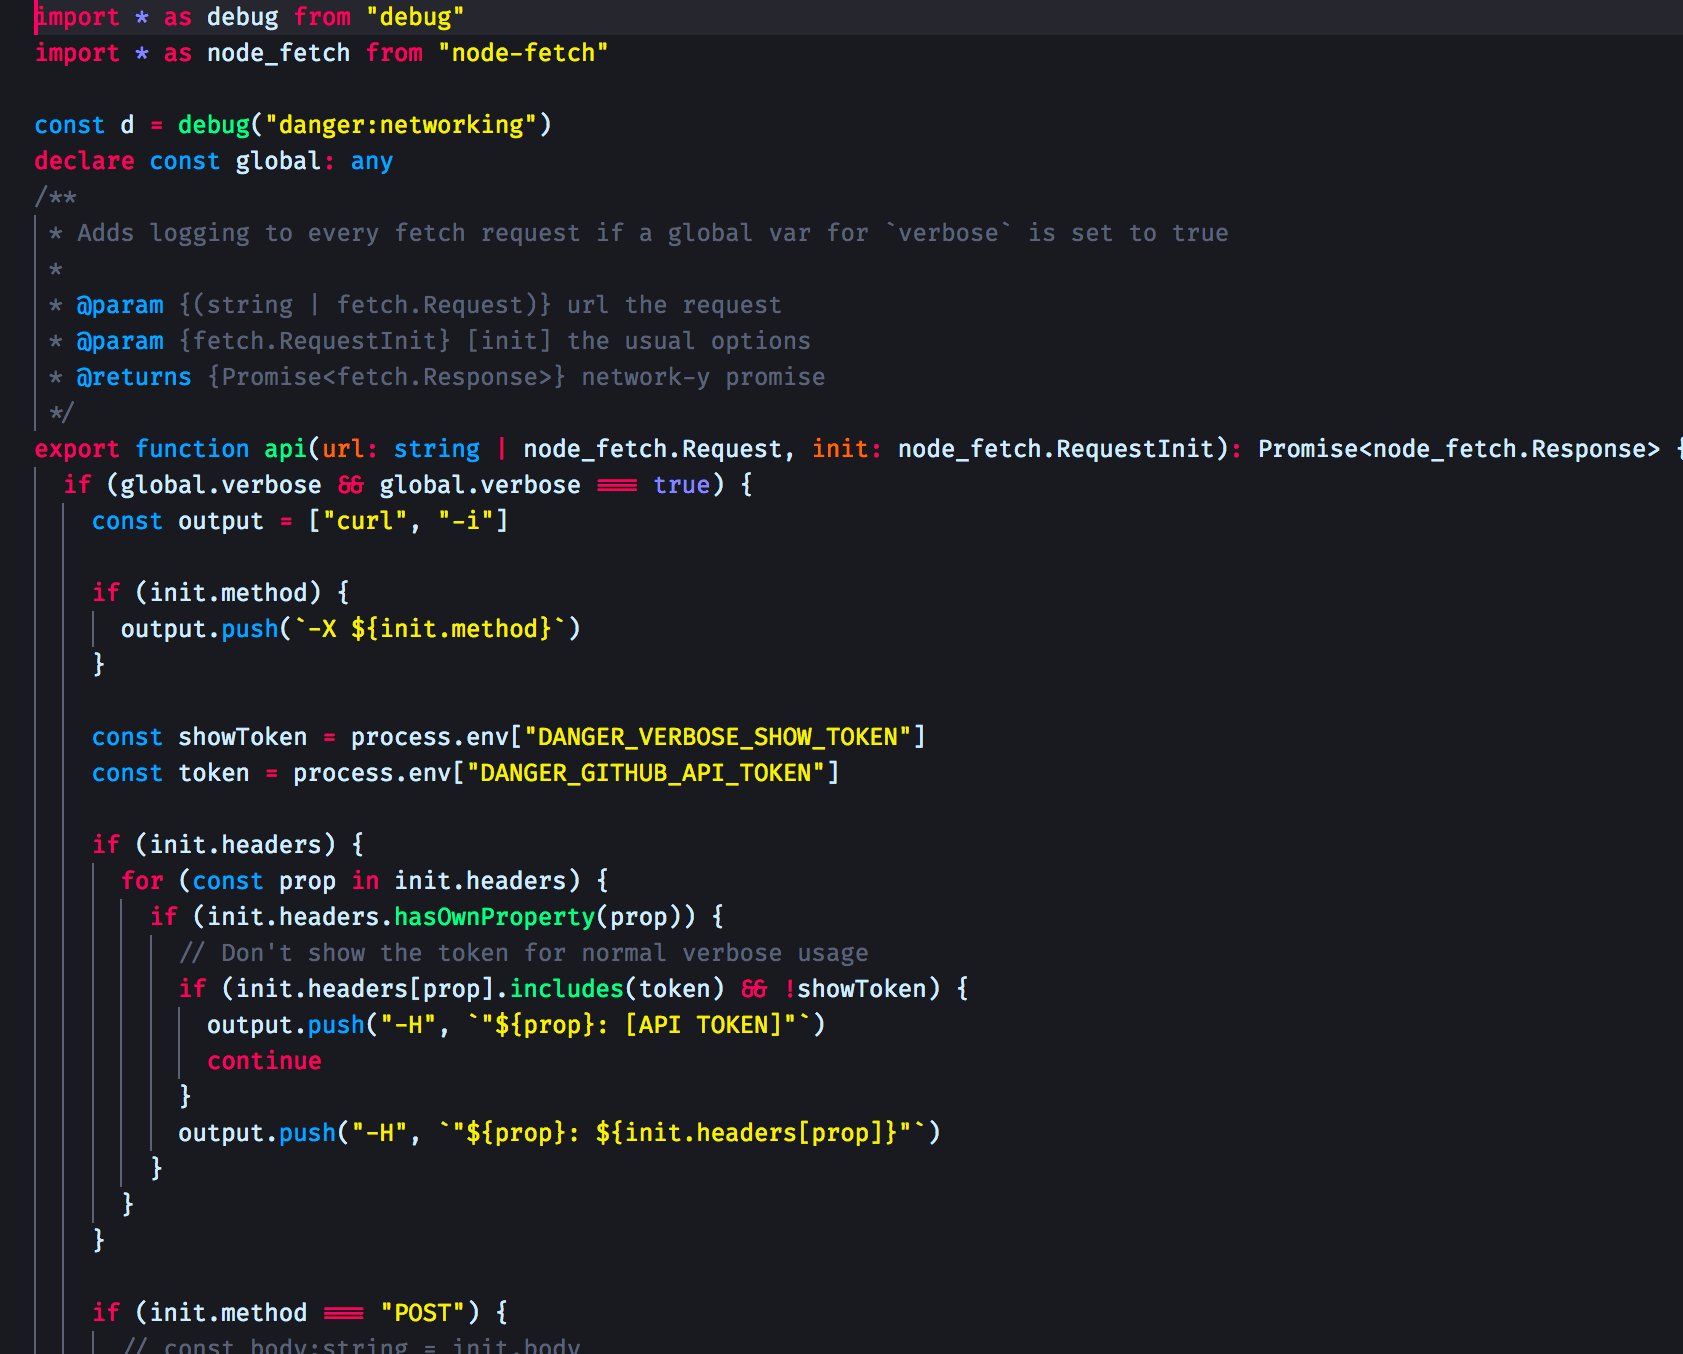 import * as debug from "debug"
import * as node_fetch from "node-fetch"
const d = debug("danger:networking")
declare const global: any
/**
* Adds logging to every fetch request if a global var for `verbose` is set to true
*
* @param {(string | fetch.Request)} url the request
* @param {fetch.RequestInit} [init] the usual options
* @returns {Promise<fetch.Response>} network-y promise
*/
export function api(url: string | node_fetch.Request, init: node_fetch.RequestInit): Promise<node_fetch.Response> {
if (global.verbose && global.verbose === true) {
const output = ["curl", "-i"]
if (init.method) {
output.push(`-X ${init.method}`)
}
const showToken = process.env["DANGER_VERBOSE_SHOW_TOKEN"]
const token = process.env["DANGER_GITHUB_API_TOKEN"]
if (init.headers) {
for (const prop in init.headers) {
if (init.headers.hasOwnProperty(prop)) {
// Don't show the token for normal verbose usage
if (init.headers[prop].includes(token) && !showToken) {
output.push("-H", `"${prop}: [API TOKEN]"`)
continue
}
output.push("-H", `"${prop}: ${init.headers[prop]}"`)
}
}
}
if (init.method === "POST") {
// const body:string = init.body